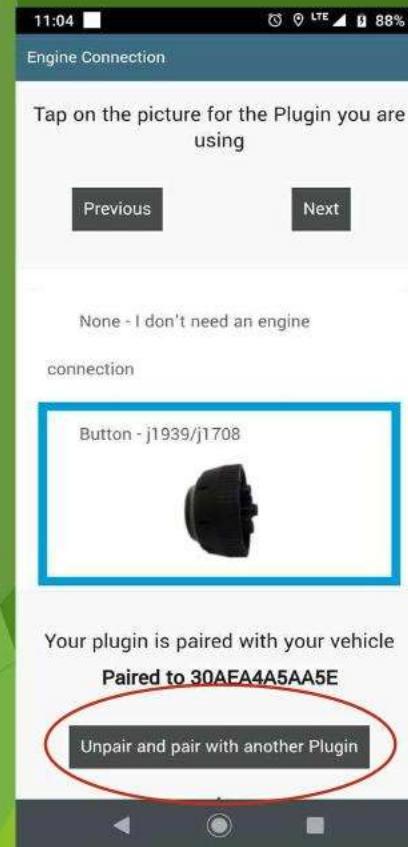 11:04 LTE 88%
Engine Connection
Tap on the picture for the Plugin you are
using
Previous Next
None - I don't need an engine
connection
Button - j1939/j1708
Your plugin is paired with your vehicle
Paired to 30AEA4A5AA5E
Unpair and pair with another Plugin